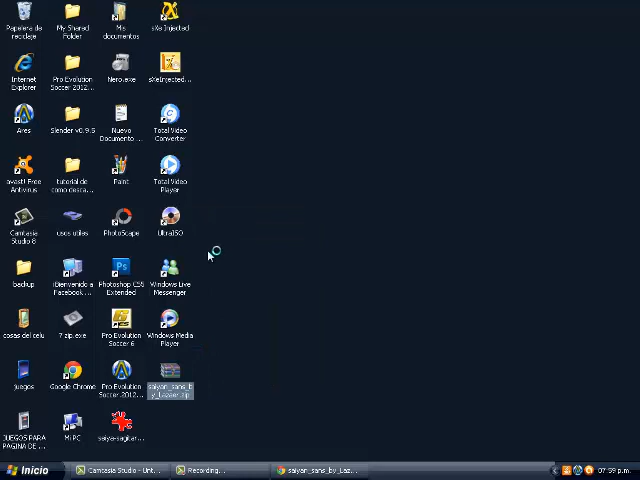 Papelera de
reciclaje
My Shared
Folder
Mis
documentos
sXe Injected
Internet
Explorer
Pro Evolution
Soccer 2012...
Nero.exe
sXeInjected...
Ares
Slender v0.9.5
Nuevo
Documento ...
Total Video
Converter
avast! Free
Antivirus
tutorial de
como desca...
Paint
Total Video
Player
Camtasia
Studio 8
usos utiles
PhotoScape
UltraISO
backup
¡Bienvenido a
Facebook ...
Photoshop CS5
Extended
Windows Live
Messenger
cosas del celu
7 zip.exe
Pro Evolution
Soccer 6
Windows Media
Player
juegos
Google Chrome
Pro Evolution
Soccer.2012...
saiyan_sans_b
y_Lazaer.zip
JUEGOS PARA
PAGINA DE ...
Mi PC
saiya-sagitar...
Inicio
Camtasia Studio - Unt...
Recording...
saiyan_sans_by_Laz...
07:59 p.m.